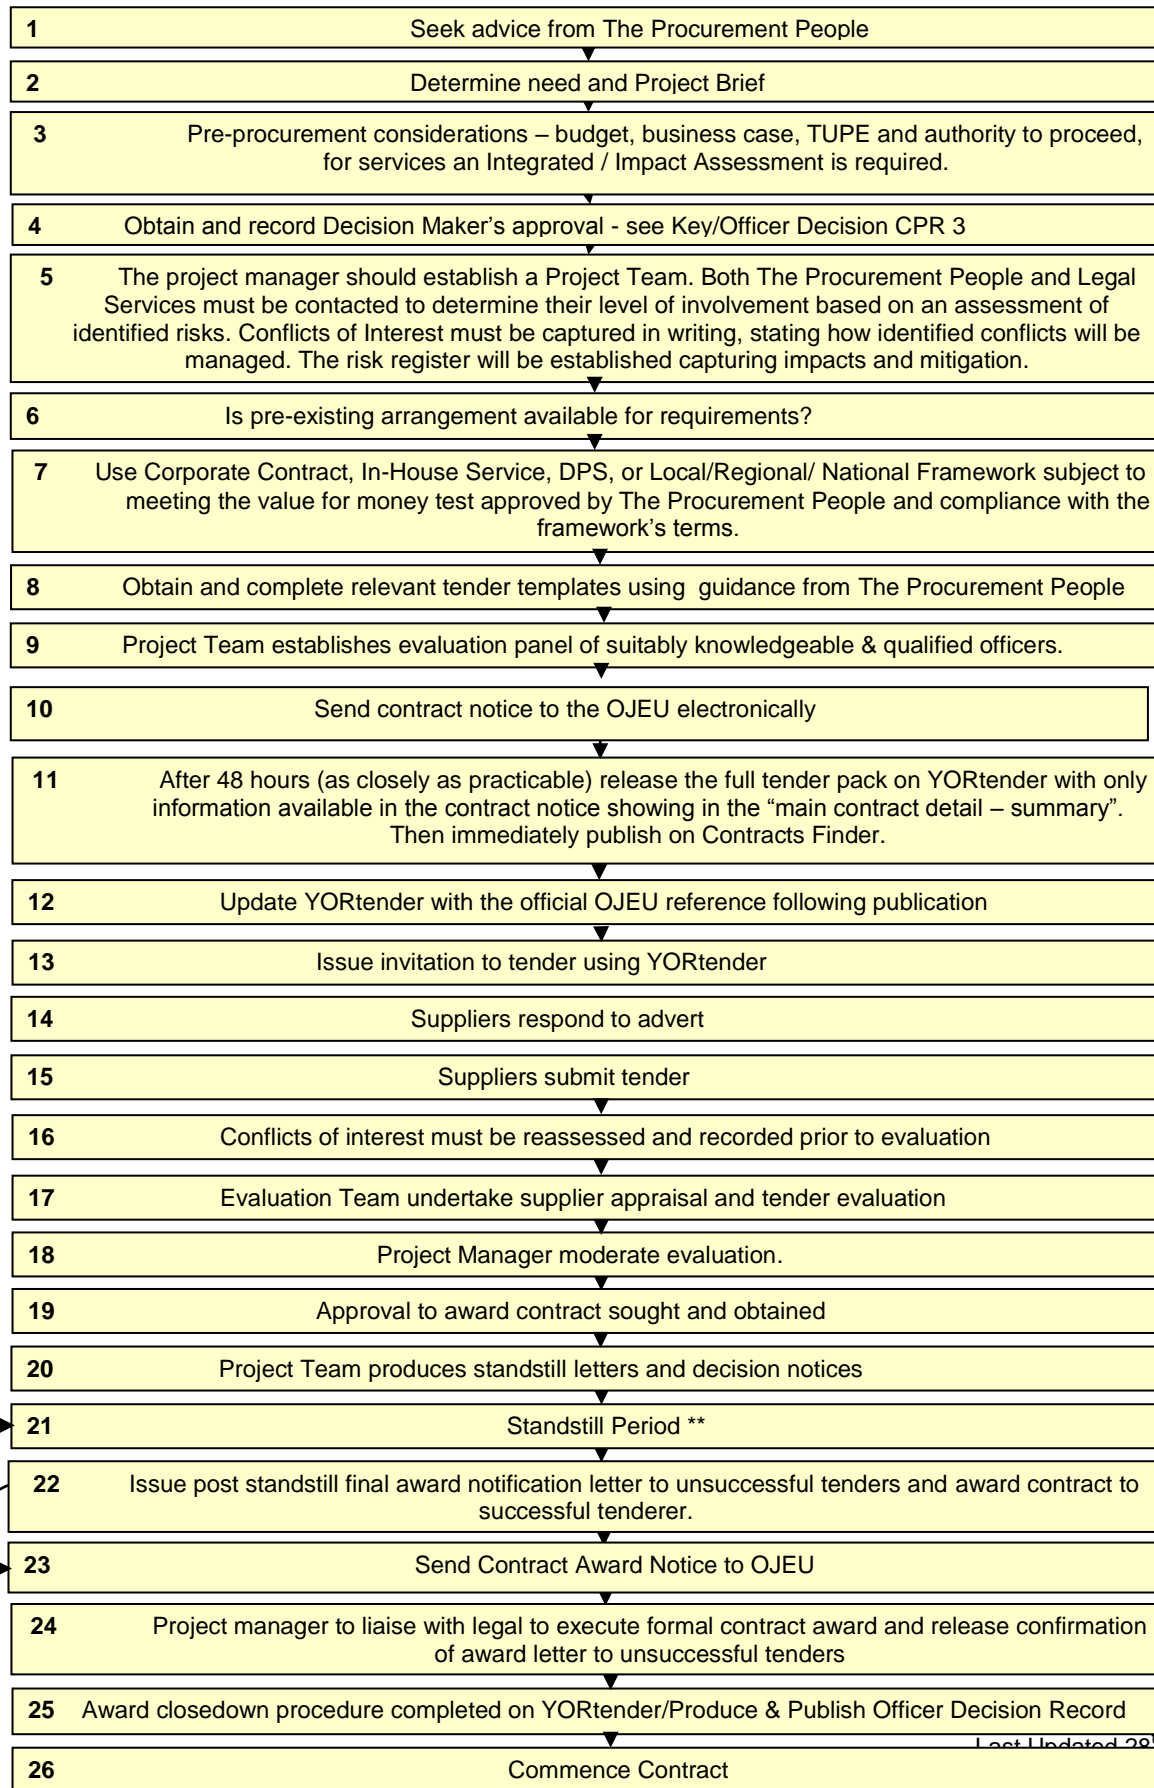 1 Seek advice from The Procurement People
2 Determine need and Project Brief
3 Pre-procurement considerations – budget, business case, TUPE and authority to proceed,
for services an Integrated / Impact Assessment is required.
4 Obtain and record Decision Maker's approval - see Key/Officer Decision CPR 3
5 The project manager should establish a Project Team. Both The Procurement People and Legal
Services must be contacted to determine their level of involvement based on an assessment of
identified risks. Conflicts of Interest must be captured in writing, stating how identified conflicts will be
managed. The risk register will be established capturing impacts and mitigation.
6 Is pre-existing arrangement available for requirements?
7 Use Corporate Contract, In-House Service, DPS, or Local/Regional/ National Framework subject to
meeting the value for money test approved by The Procurement People and compliance with the
framework's terms.
8 Obtain and complete relevant tender templates using guidance from The Procurement People
9 Project Team establishes evaluation panel of suitably knowledgeable & qualified officers.
10 Send contract notice to the OJEU electronically
11 After 48 hours (as closely as practicable) release the full tender pack on YORtender with only
information available in the contract notice showing in the "main contract detail – summary".
Then immediately publish on Contracts Finder.
12 Update YORtender with the official OJEU reference following publication
13 Issue invitation to tender using YORtender
14 Suppliers respond to advert
15 Suppliers submit tender
16 Conflicts of interest must be reassessed and recorded prior to evaluation
17 Evaluation Team undertake supplier appraisal and tender evaluation
18 Project Manager moderate evaluation.
19 Approval to award contract sought and obtained
20 Project Team produces standstill letters and decision notices
21 Standstill Period **
22 Issue post standstill final award notification letter to unsuccessful tenders and award contract to
successful tenderer.
23 Send Contract Award Notice to OJEU
24 Project manager to liaise with legal to execute formal contract award and release confirmation
of award letter to unsuccessful tenders
25 Award closedown procedure completed on YORtender/Produce & Publish Officer Decision Record
Last Updated 28
26 Commence Contract